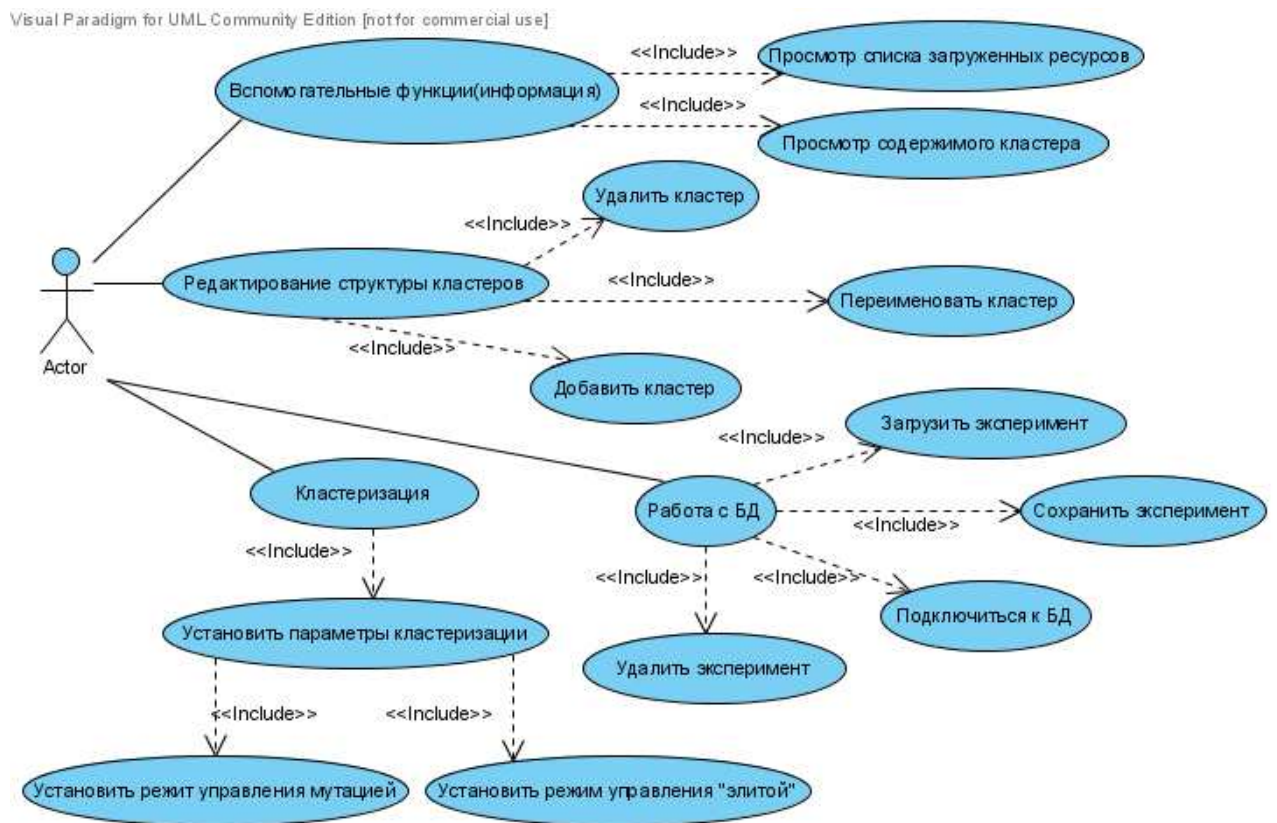 Visual Paradigm for UML Community Edition [not for commercial use]
<<Include>>
Просмотр списка загруженных ресурсов
Вспомогательные функции(информация)
<<Include>>
Просмотр содержимого кластера
Удалить кластер
<<Include>>
Редактирование структуры кластеров
<<Include>>
Переименовать кластер
<<Include>>
Actor
Добавить кластер
Загрузить эксперимент
<<Include>>
Кластеризация
Работа с БД
Сохранить эксперимент
<<Include>>
<<Include>>
<<Include>>
<<Include>>
Подключиться к БД
Установить параметры кластеризации
Удалить эксперимент
<<Include>>
<<Include>>
Установить режит управления мутацией
Установить режим управления "элитой"